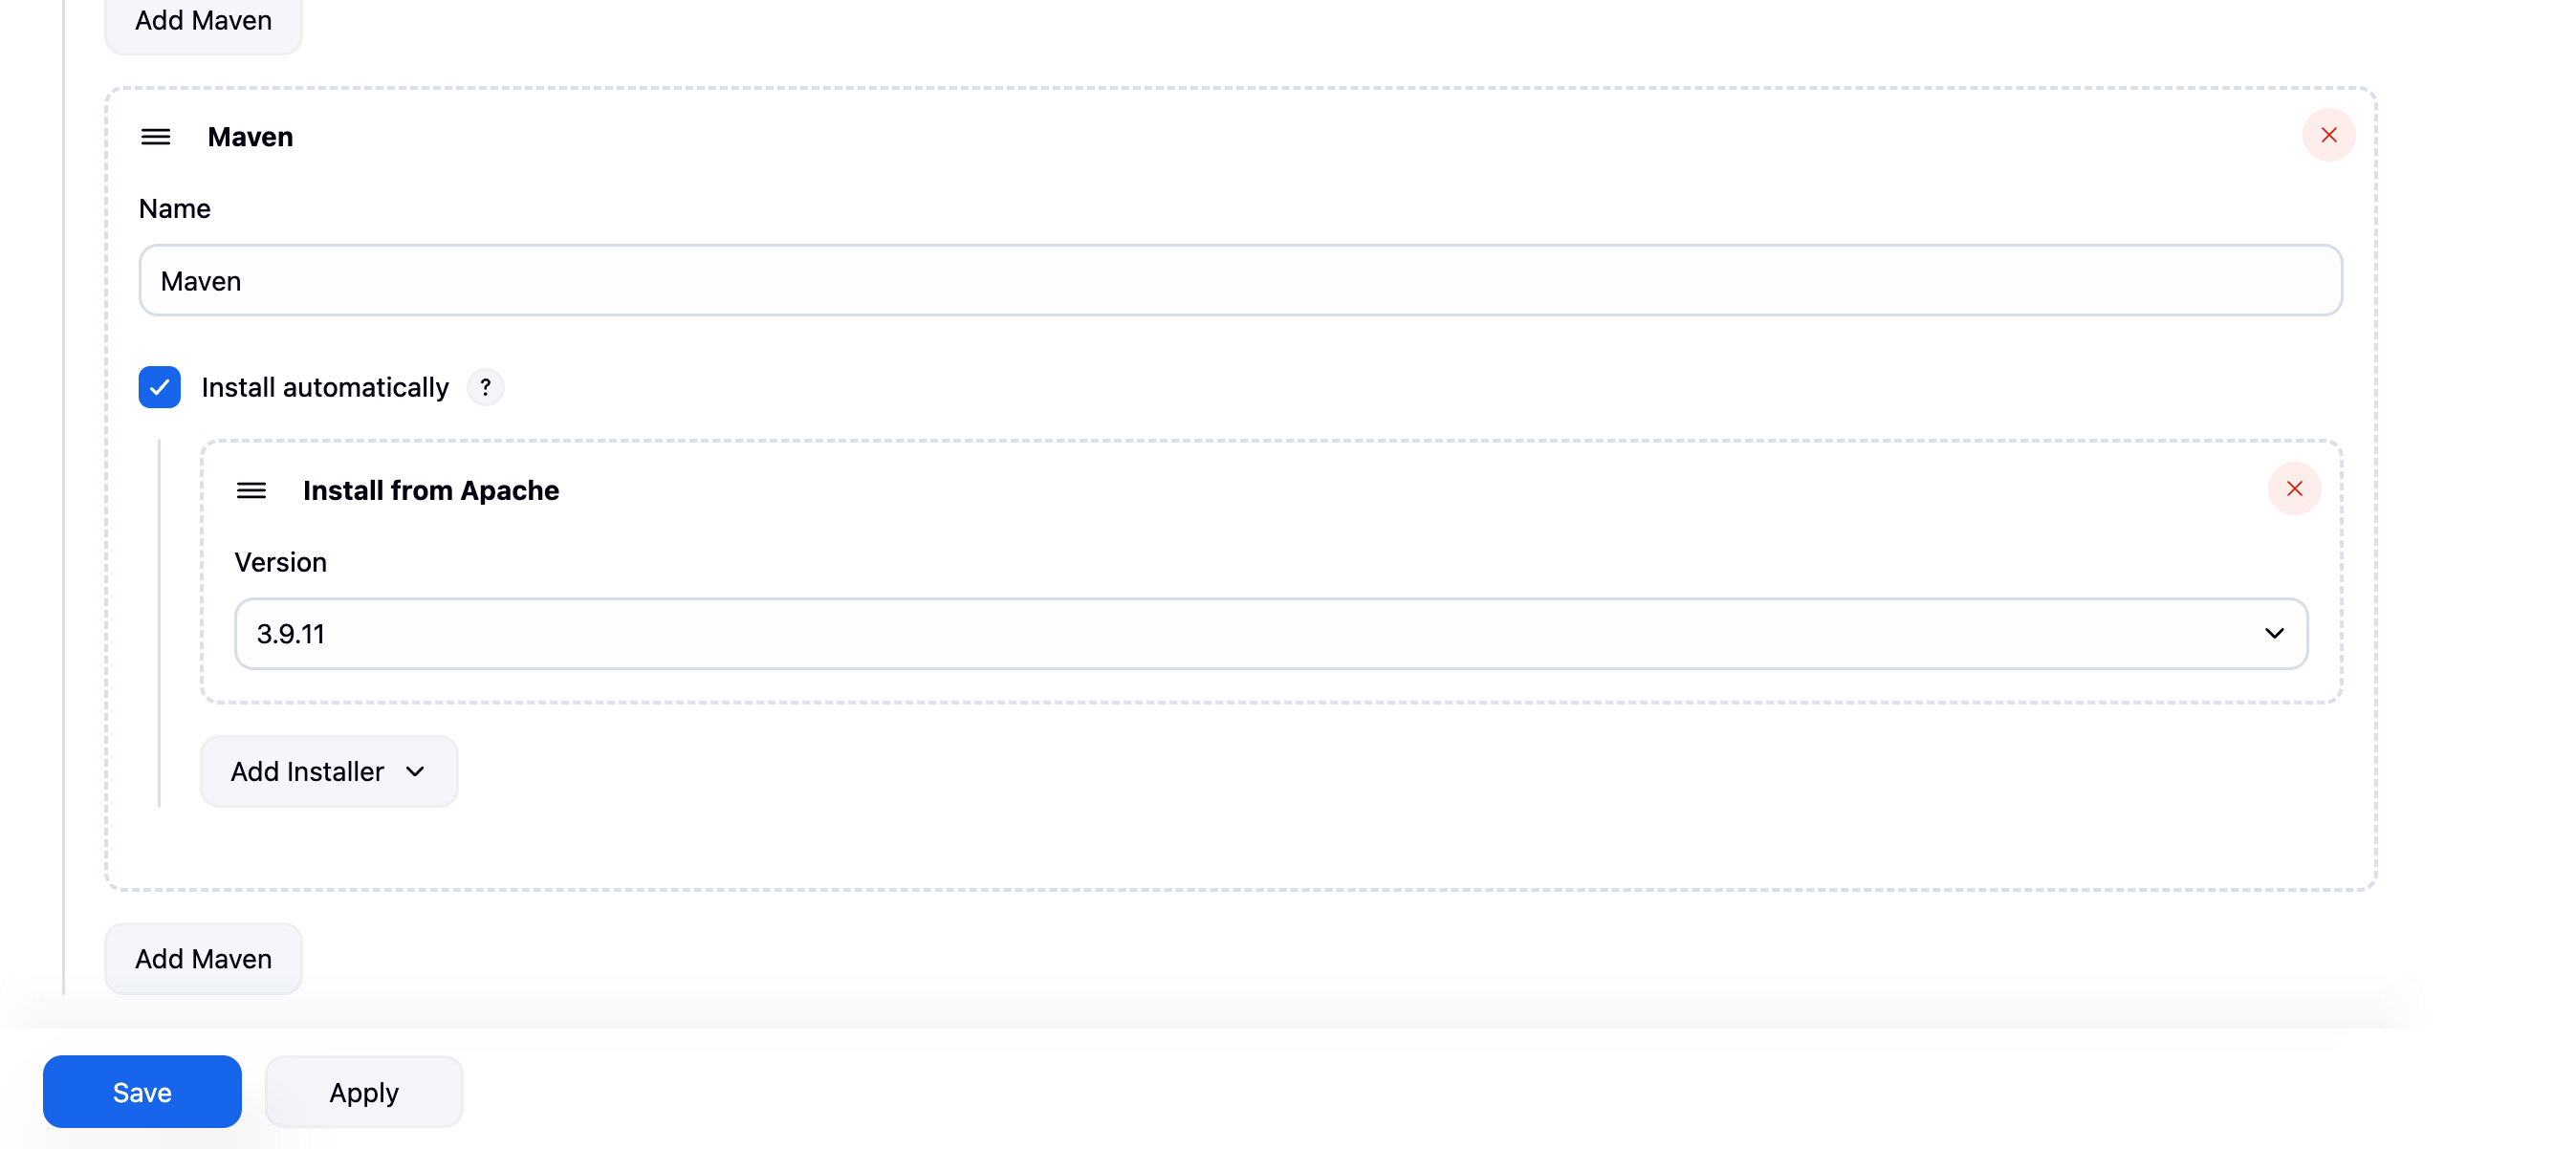 Add Maven
Maven
Name
Maven
Install automatically ?
Install from Apache
Version
3.9.11
Add Installer
Add Maven
Save Apply